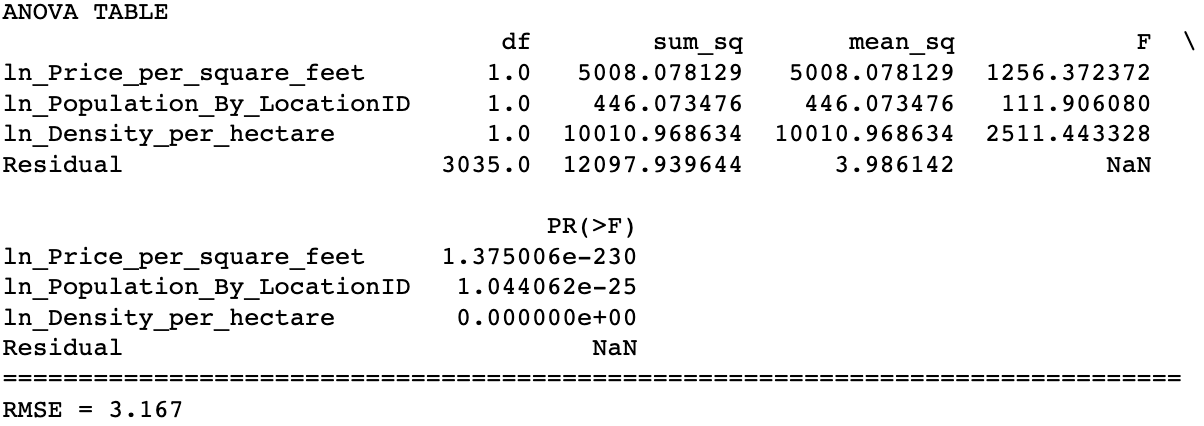 ANOVA TABLE
df sum_sq mean_sq F \
ln_Price_per_square_feet 1.0 5008.078129 5008.078129 1256.372372
ln_Population_By_LocationID 1.0 446.073476 446.073476 111.906080
ln_Density_per_hectare 1.0 10010.968634 10010.968634 2511.443328
Residual 3035.0 12097.939644 3.986142 NaN
PR(>F)
ln_Price_per_square_feet 1.375006e-230
ln_Population_By_LocationID 1.044062e-25
ln_Density_per_hectare 0.000000e+00
Residual NaN
==============================================================================
RMSE = 3.167